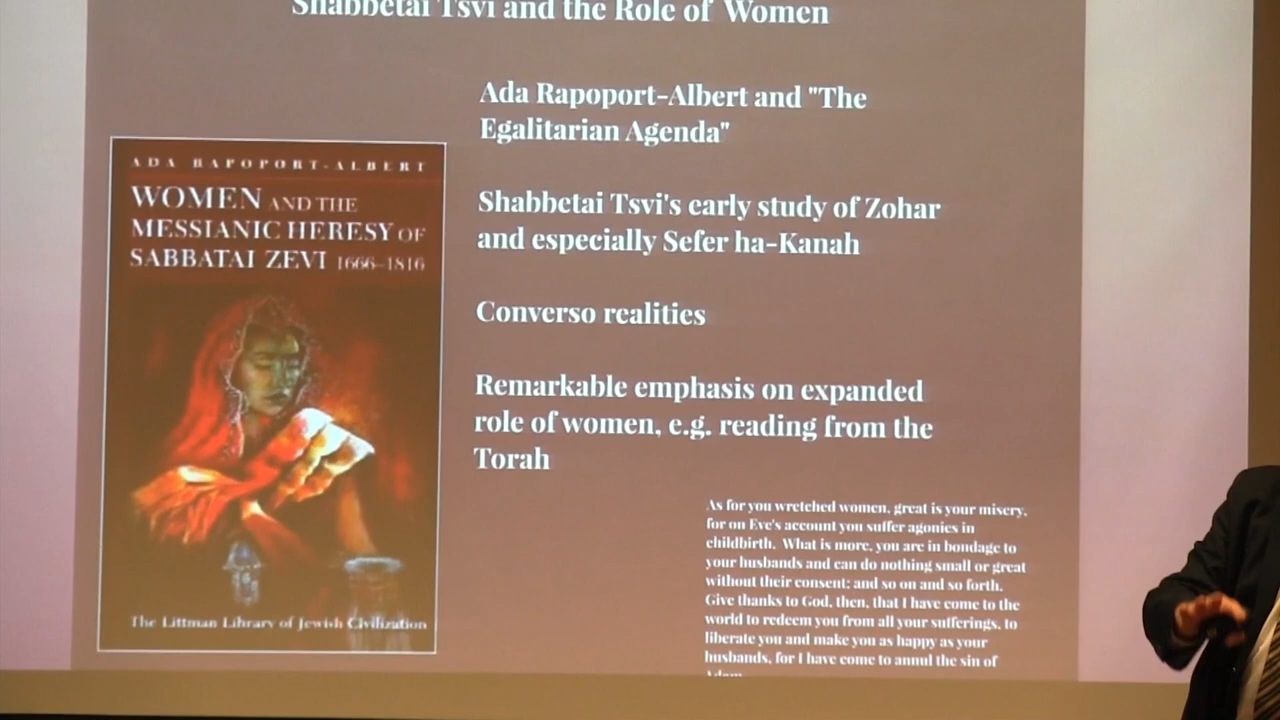 Shabbetai Tsvi and the Role of Women
Ada Rapoport-Albert and "The
Egalitarian Agenda"
Shabbetai Tsvi's early study of Zohar
and especially Sefer ha-Kanah
Converso realities
Remarkable emphasis on expanded
role of women, e.g. reading from the
Torah
ADA RAPOPORT-ALBERT
WOMEN AND THE
MESSIANIC HERESY OF
SABBATAI ZEVI 1666–1816
The Littman Library of Jewish Civilization
As for you wretched women, great is your misery,
for on Eve's account you suffer agonies in
childbirth. What is more, you are in bondage to
your husbands and can do nothing small or great
without their consent; and so on and so forth.
Give thanks to God, then, that I have come to the
world to redeem you from all your sufferings, to
liberate you and make you as happy as your
husbands, for I have come to annul the sin of
Adam